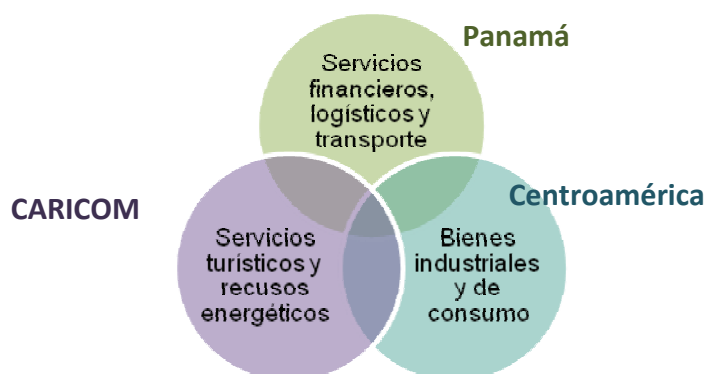 Panamá
Servicios
financieros,
logísticos y
transporte
CARICOM
Centroamérica
Servicios
turísticos y
recusos
energéticos
Bienes
industriales
y de
consumo